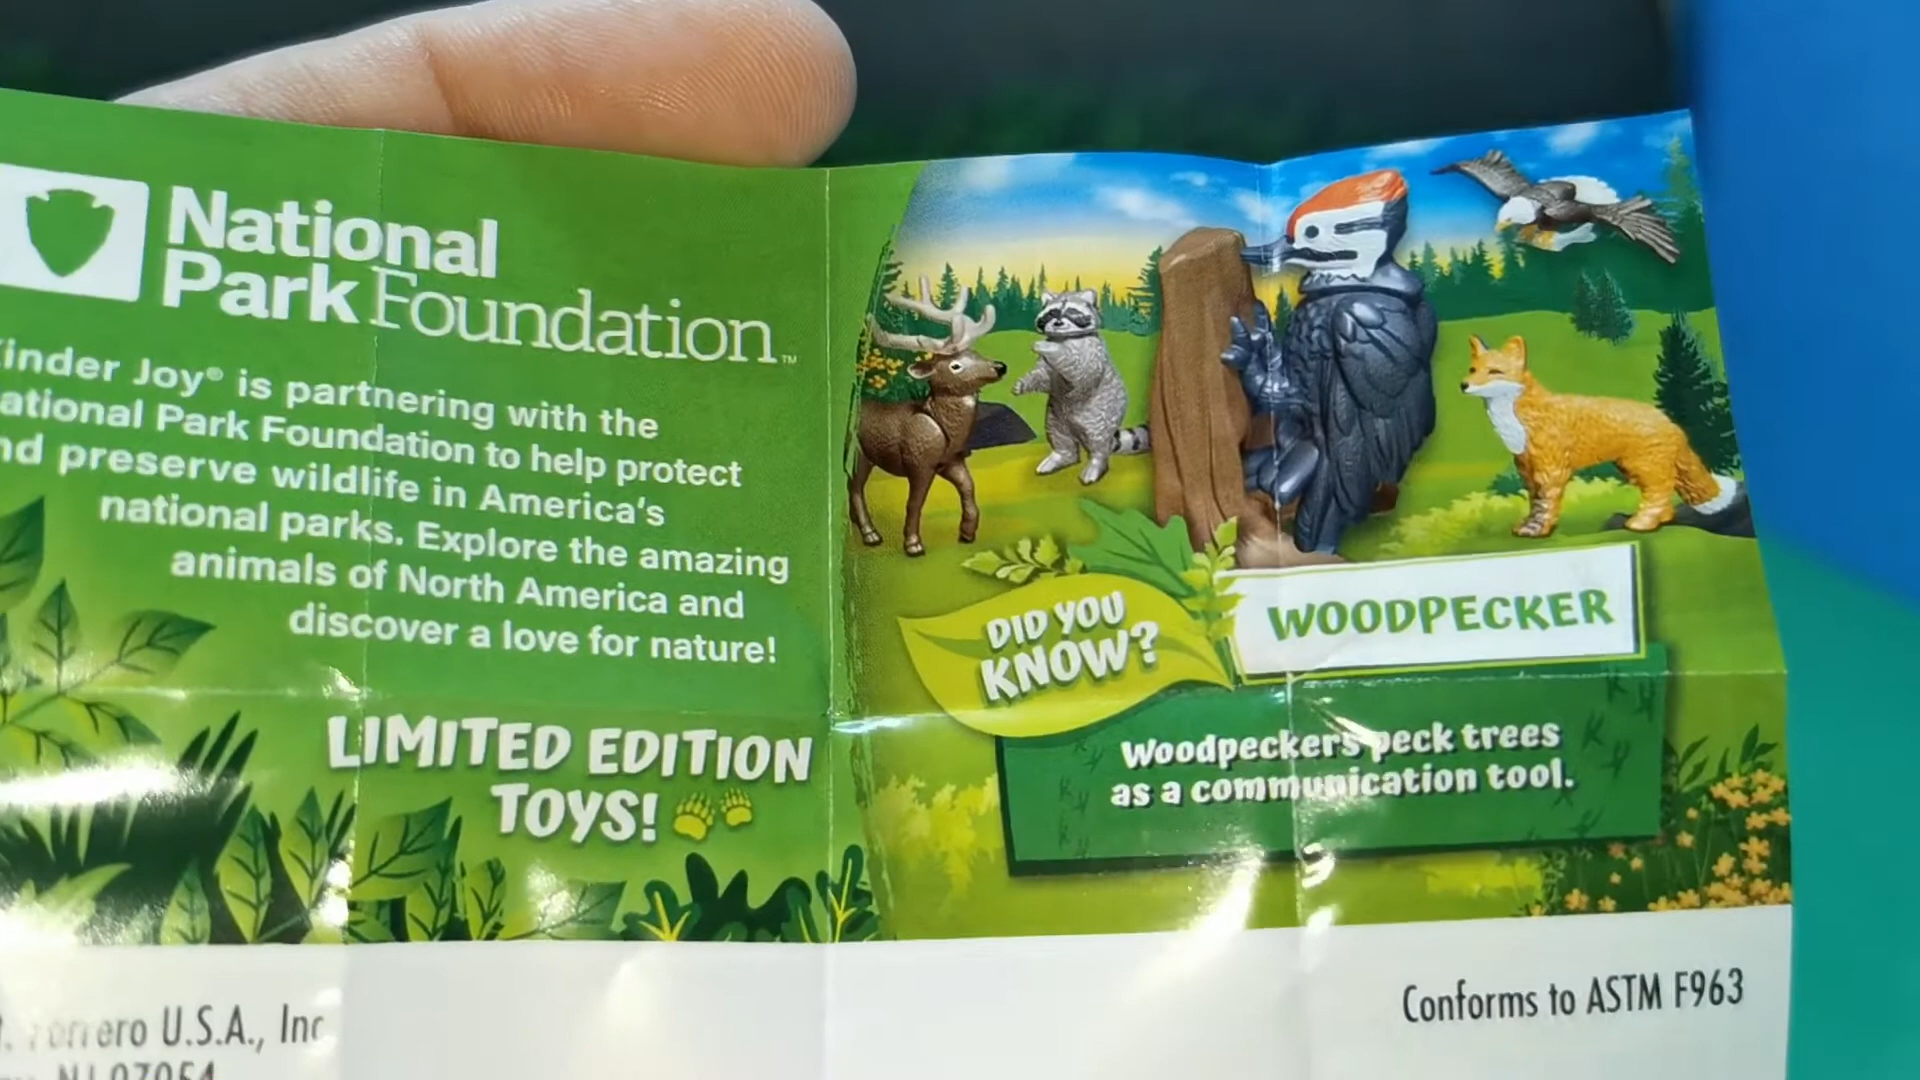 National
Park Foundation™
inder Joy® is partnering with the
ational Park Foundation to help protect
nd preserve wildlife in America's
national parks. Explore the amazing
animals of North America and
discover a love for nature!
LIMITED EDITION
TOYS!
DID YOU
KNOW?
WOODPECKER
Woodpeckers peck trees
as a communication tool.
Conforms to ASTM F963
U.S.A., Inc